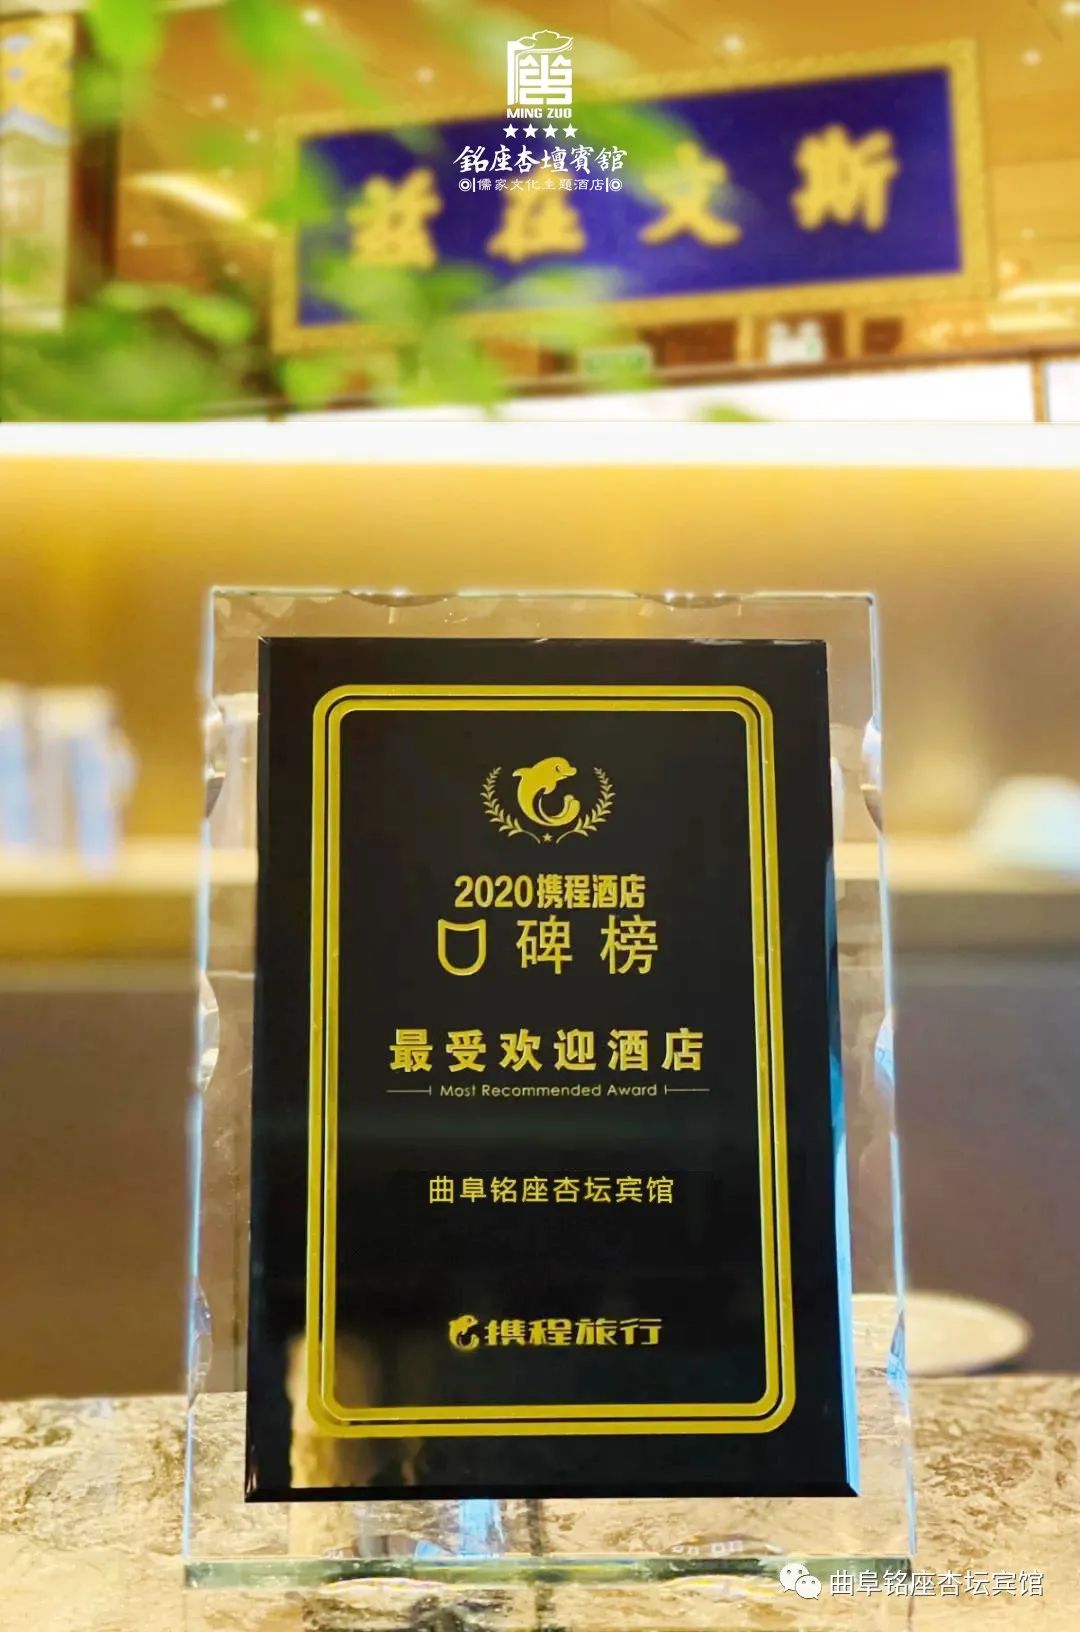 MING ZUO
★★★★
銘座杏壇賓舘
儒家文化主題酒店
斯文在兹
2020携程酒店
口碑榜
最受欢迎酒店
Most Recommended Award
曲阜铭座杏坛宾馆
携程旅行
曲阜铭座杏坛宾馆